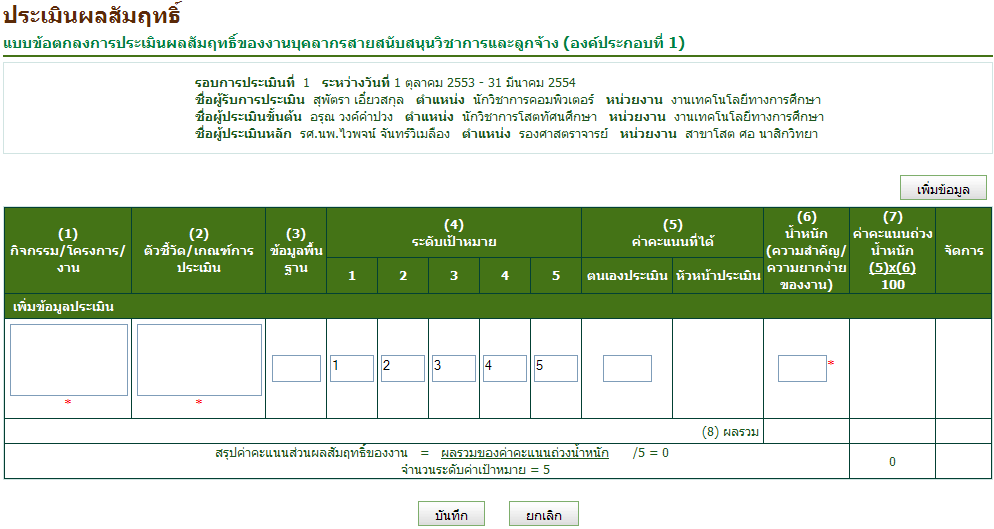 ประเมินผลสัมฤทธิ์
แบบข้อตกลงการประเมินผลสัมฤทธิ์ของงานบุคลากรสายสนับสนุนวิชาการและลูกจ้าง (องค์ประกอบที่ 1)
รอบการประเมินที่ 1 ระหว่างวันที่ 1 ตุลาคม 2553 - 31 มีนาคม 2554
ชื่อผู้รับการประเมิน สุพัตรา เอี้ยวสกุล ตำแหน่ง นักวิชาการคอมพิวเตอร์ หน่วยงาน งานเทคโนโลยีทางการศึกษา
ชื่อผู้ประเมินขั้นต้น อรุณ วงค์คำปวง ตำแหน่ง นักวิชาการโสตทัศนศึกษา หน่วยงาน งานเทคโนโลยีทางการศึกษา
ชื่อผู้ประเมินหลัก รศ.นพ.ไวพจน์ จันทร์วิเมลือง ตำแหน่ง รองศาสตราจารย์ หน่วยงาน สาขาโสต ศอ นาสิกวิทยา
เพิ่มข้อมูล
(1)
กิจกรรม/โครงการ/
งาน
(2)
ตัวชี้วัด/เกณฑ์การ
ประเมิน
(3)
ข้อมูลพื้น
ฐาน
(4)
ระดับเป้าหมาย
1 2 3 4 5
(5)
ค่าคะแนนที่ได้
ตนเองประเมิน หัวหน้าประเมิน
(6)
น้ำหนัก
(ความสำคัญ/
ความยากง่าย
ของงาน)
(7)
ค่าคะแนนถ่วง
น้ำหนัก
(5)x(6)
100
จัดการ
เพิ่มข้อมูลประเมิน
1 2 3 4 5 *
* *
(8) ผลรวม
สรุปค่าคะแนนส่วนผลสัมฤทธิ์ของงาน = ผลรวมของค่าคะแนนถ่วงน้ำหนัก /5 = 0
จำนวนระดับค่าเป้าหมาย = 5
0
บันทึก ยกเลิก